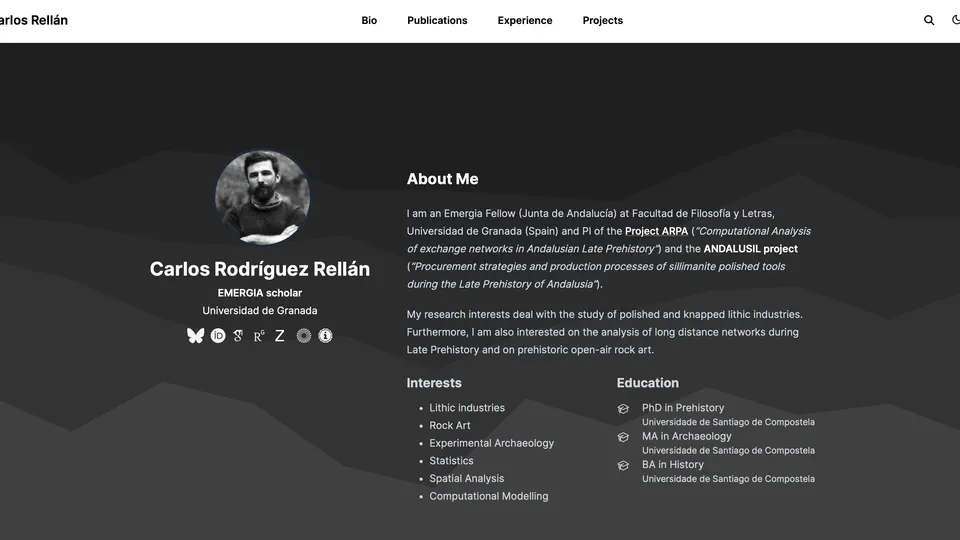 arlos Rellán
Bio
Publications
Experience
Projects
Carlos Rodríguez Rellán
EMERGIA scholar
Universidad de Granada
About Me
I am an Emergia Fellow (Junta de Andalucía) at Facultad de Filosofía y Letras,
Universidad de Granada (Spain) and PI of the Project ARPA ("Computational Analysis
of exchange networks in Andalusian Late Prehistory") and the ANDALUSIL project
("Procurement strategies and production processes of sillimanite polished tools
during the Late Prehistory of Andalusia").
My research interests deal with the study of polished and knapped lithic industries.
Furthermore, I am also interested on the analysis of long distance networks during
Late Prehistory and on prehistoric open-air rock art.
Interests
• Lithic industries
• Rock Art
• Experimental Archaeology
• Statistics
• Spatial Analysis
• Computational Modelling
Education
PhD in Prehistory
Universidade de Santiago de Compostela
MA in Archaeology
Universidade de Santiago de Compostela
BA in History
Universidade de Santiago de Compostela